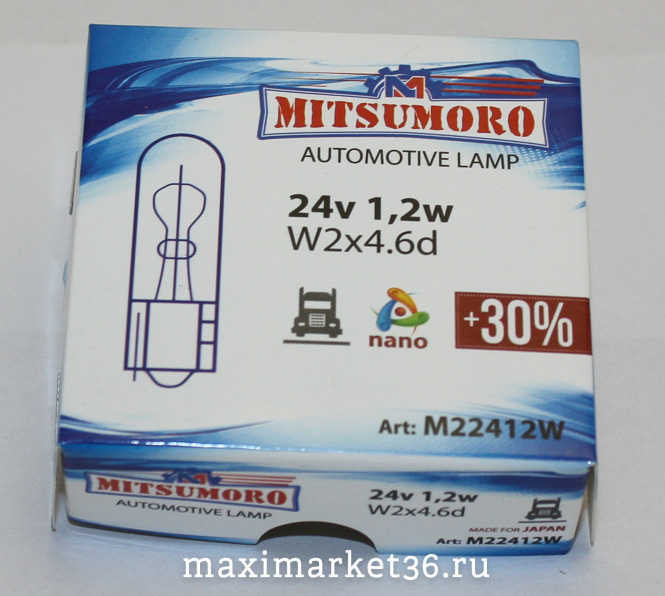 MITSUMORO
AUTOMOTIVE LAMP
24v 1,2w
W2x4.6d
nano
+30%
Art: M22412W
MITSUMORO
AUTOMOTIVE LAMP
24v 1,2w
W2x4.6d
MADE FOR JAPAN
Art: M22412W
maximarket36.ru